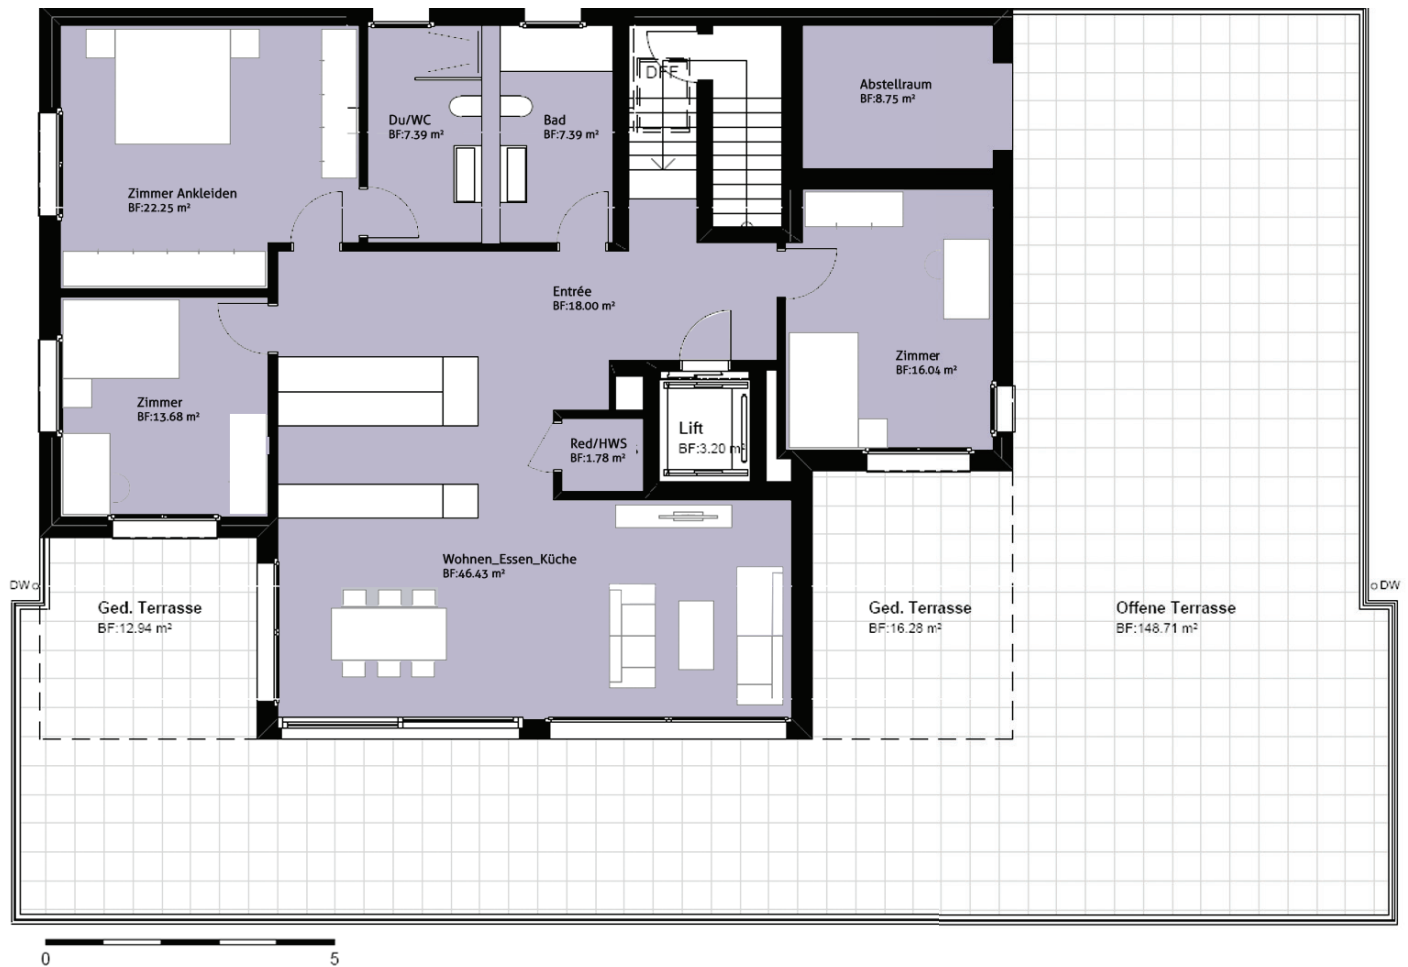 DFF
Abstellraum
BF:8.75 m²
Du/WC
BF:7.39 m²
Bad
BF:7.39 m²
Zimmer Ankleiden
BF:22.25 m²
Entrée
BF:18.00 m²
Zimmer
BF:16.04 m²
Zimmer
BF:13.68 m²
Lift
BF:3.20 m²
Red/HWS
BF:1.78 m²
Wohnen_Essen_Küche
BF:46.43 m²
DW
DW
Ged. Terrasse
BF:12.94 m²
Ged. Terrasse
BF:16.28 m²
Offene Terrasse
BF:148.71 m²
0 5